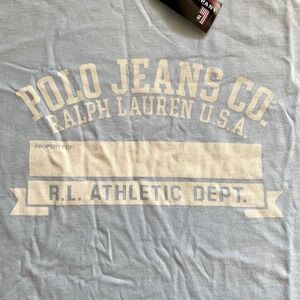 POLO JEANS CO.
RALPH LAUREN U.S.A.
PROPERTY OF
R.L. ATHLETIC DEPT.